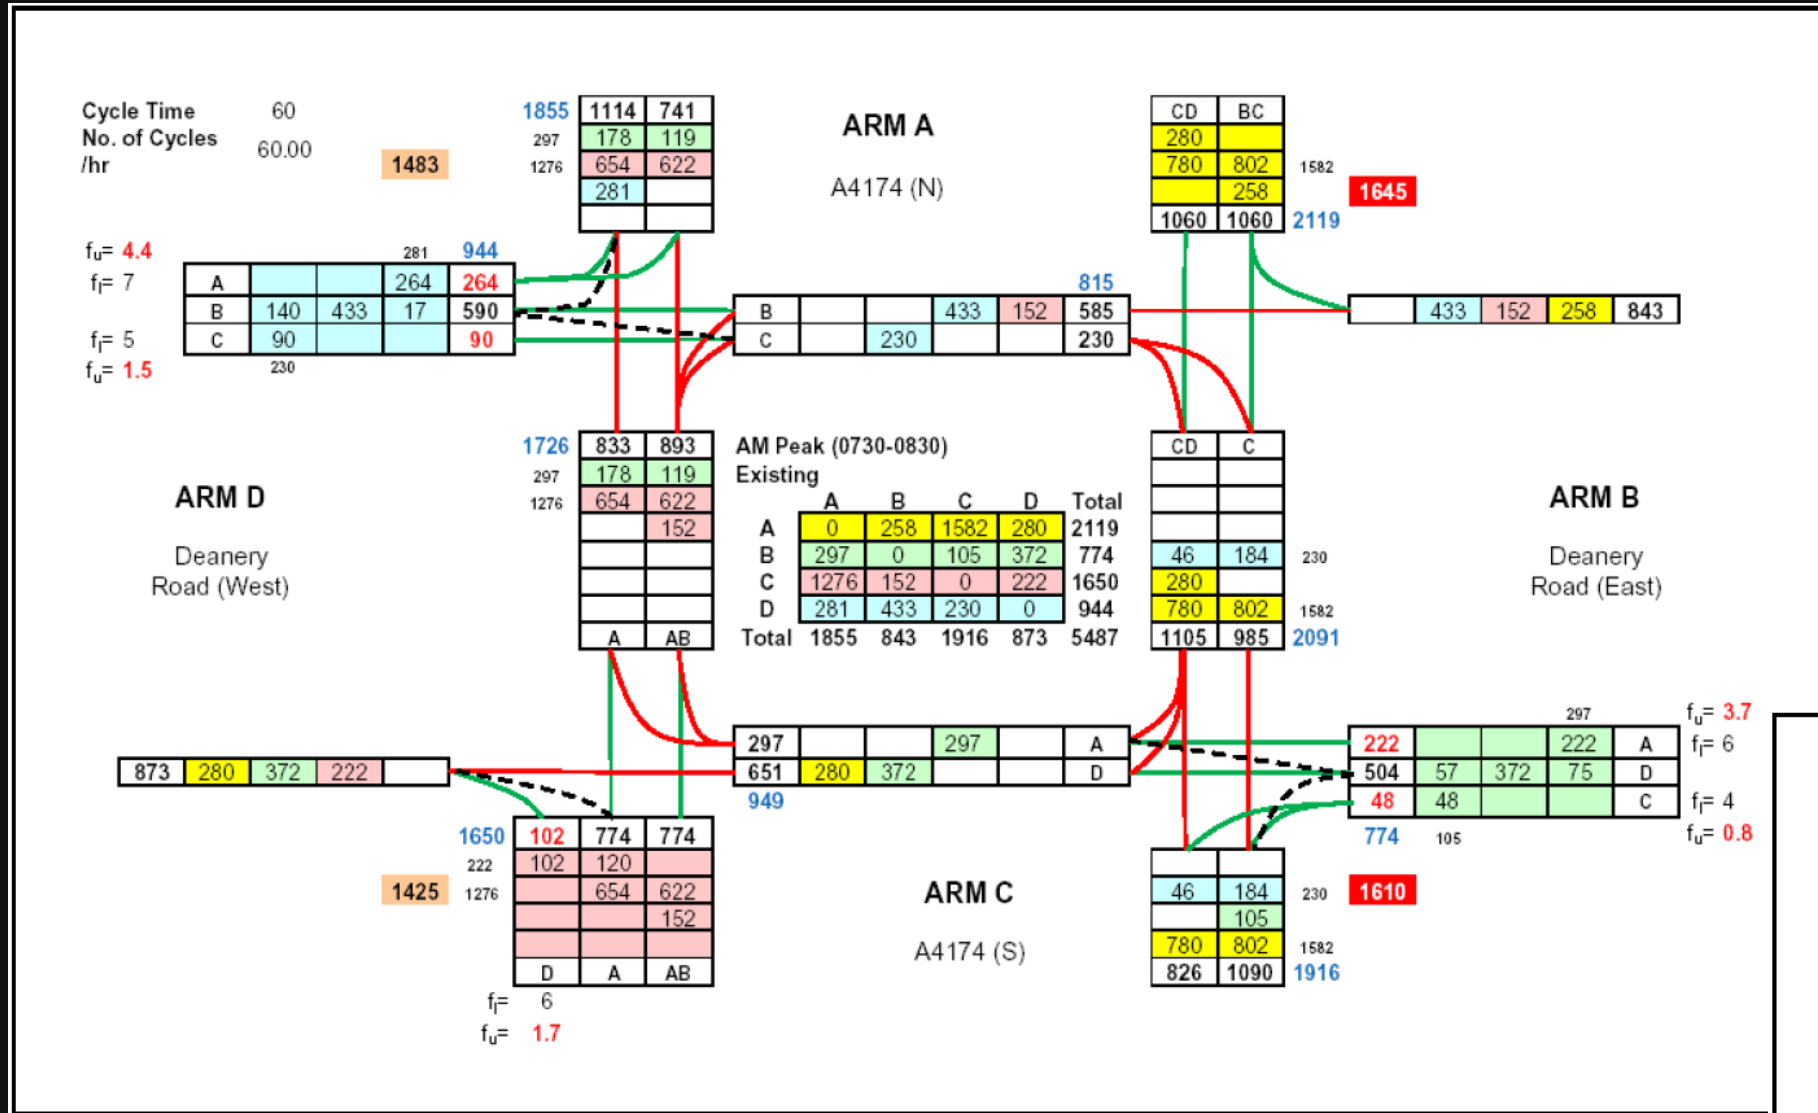 Cycle Time 60
No. of Cycles /hr 60.00
1483
1855 1114 741
297 178 119
1276 654 622
281
ARM A
A4174 (N)
CD BC
280
780 802 1582
258
1645
1060 1060 2119
fu= 4.4
fl= 7
fl= 5
fu= 1.5
281 944
A 264 264
B 140 433 17 590
C 90 90
230
815
B 433 152 585
C 230 230
433 152 258 843
ARM D
Deanery
Road (West)
1726 833 893
297 178 119
1276 654 622
152
A AB
AM Peak (0730-0830)
Existing
A B C D Total
A 0 258 1582 280 2119
B 297 0 105 372 774
C 1276 152 0 222 1650
D 281 433 230 0 944
Total 1855 843 1916 873 5487
CD C
46 184 230
280
780 802 1582
1105 985 2091
ARM B
Deanery
Road (East)
873 280 372 222
297 297 A
651 280 372 D
949
297
222 222 A
504 57 372 75 D
48 48 C
774 105
fu= 3.7
fl= 6
fl= 4
fu= 0.8
1650 102 774 774
222 102 120
1276 654 622
152
D A AB
1425
fl= 6
fu= 1.7
ARM C
A4174 (S)
46 184 230
105
780 802 1582
826 1090 1916
1610